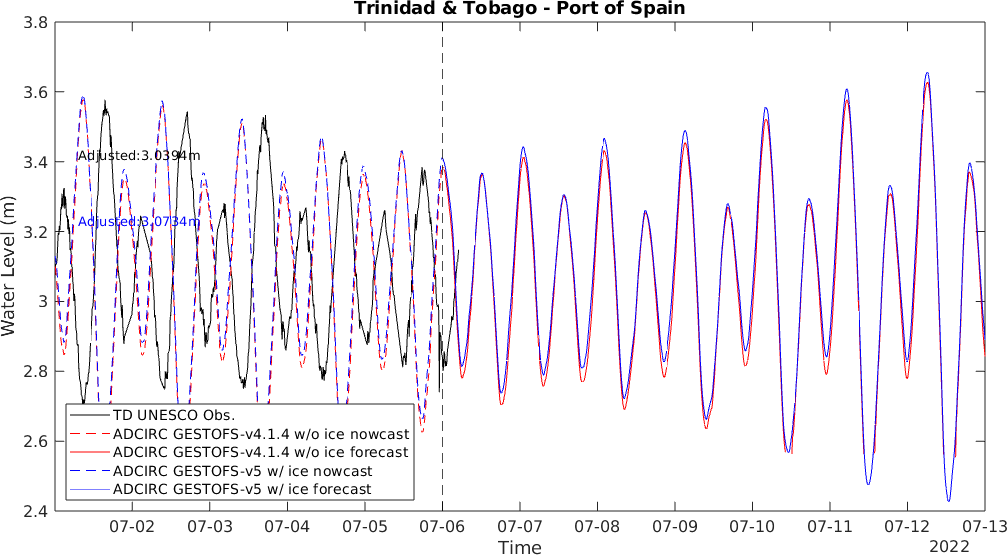 Trinidad & Tobago - Port of Spain
3.8
3.6
3.4
3.2
3
2.8
2.6
2.4
Water Level (m)
Adjusted:3.0394m
Adjusted:3.0734m
TD UNESCO Obs.
ADCIRC GESTOFS-v4.1.4 w/o ice nowcast
ADCIRC GESTOFS-v4.1.4 w/o ice forecast
ADCIRC GESTOFS-v5 w/ ice nowcast
ADCIRC GESTOFS-v5 w/ ice forecast
07-02 07-03 07-04 07-05 07-06 07-07 07-08 07-09 07-10 07-11 07-12 07-13
Time
2022